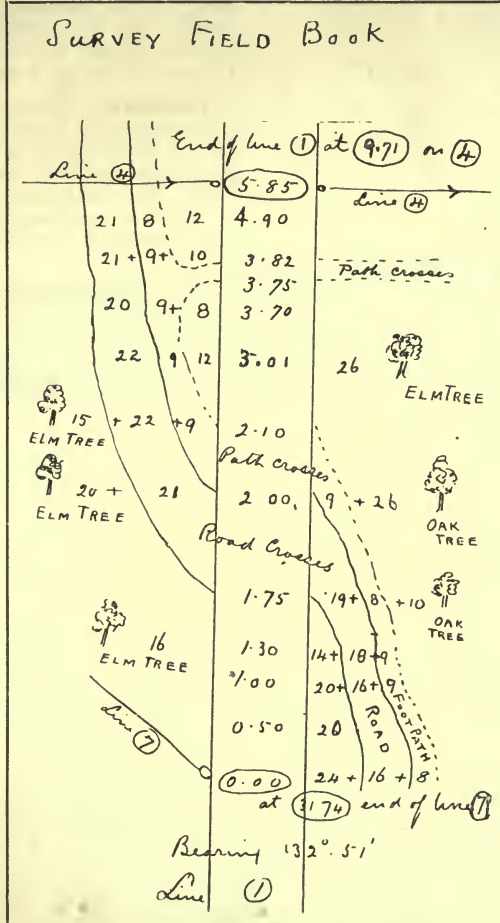 SURVEY FIELD BOOK
End of line ① at 9.71 on ④
Line ④ 5.85 Line ④
21 8 12 4.90
21 + 9 + 10 3.82
Path crosses
3.75
20 9+ 8 3.70
22 9 12 3.01 26
ELM TREE
15 + 22 +9 2.10
ELM TREE
Path crosses
20 + 21 2.00. 9 + 26
ELM TREE
OAK
TREE
Road Crosses
1.75 19+ 8 +10
OAK
TREE
16 1.30 14+ 18+9
ELM TREE
1.00 20+ 16+ 9
FOOTPATH
ROAD
0.50 20
Line ⑦
0.00 24 + 16 + 8
at 31.74 end of line 7
Bearing 132°.51'
Line ①